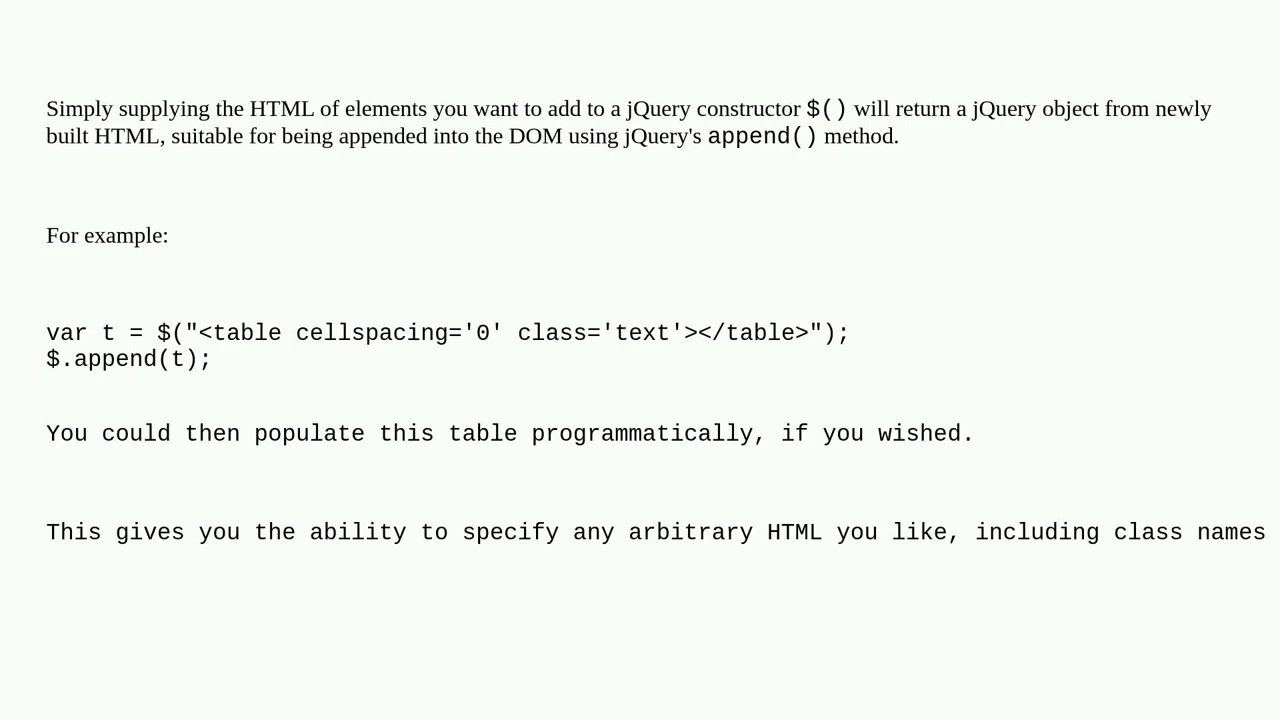 Simply supplying the HTML of elements you want to add to a jQuery constructor $() will return a jQuery object from newly
built HTML, suitable for being appended into the DOM using jQuery's append() method.
For example:
var t = $("<table cellspacing='0' class='text'></table>");
$.append(t);
You could then populate this table programmatically, if you wished.
This gives you the ability to specify any arbitrary HTML you like, including class names